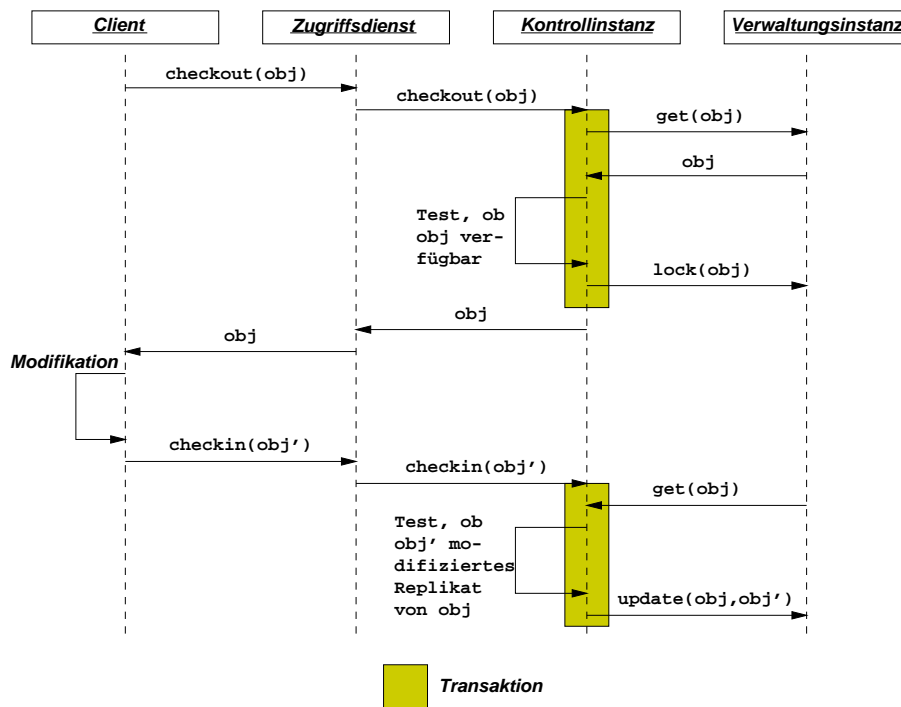 Client
Zugriffsdienst
Kontrollinstanz
Verwaltungsinstanz
checkout(obj)
checkout(obj)
get(obj)
obj
Test, ob
obj ver-
fügbar
lock(obj)
obj
obj
Modifikation
checkin(obj’)
checkin(obj’)
get(obj)
Test, ob
obj’ mo-
difiziertes
Replikat
von obj
update(obj,obj’)
Transaktion